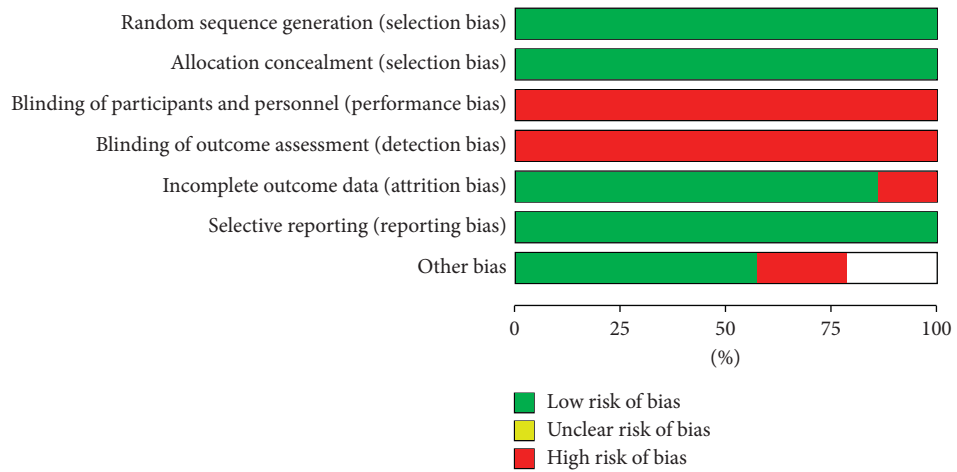 Random sequence generation (selection bias)
Allocation concealment (selection bias)
Blinding of participants and personnel (performance bias)
Blinding of outcome assessment (detection bias)
Incomplete outcome data (attrition bias)
Selective reporting (reporting bias)
Other bias
0 25 50 75 100
(%)
Low risk of bias
Unclear risk of bias
High risk of bias